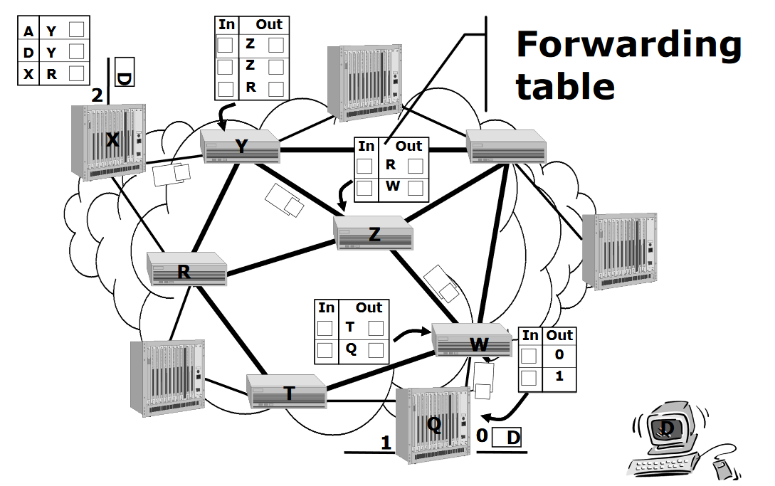 A Y
D Y
X R
In Out
Z
Z
R
Forwarding
table
D
2
X
Y
In Out
R
W
Z
R
In Out
T
Q
W
In Out
0
1
T
Q
1
0 D
D